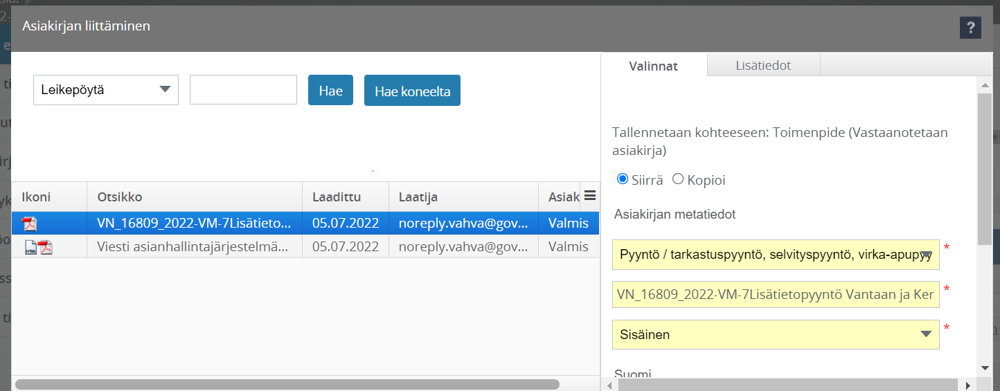 Asiakirjan liittäminen
?
Leikepöytä
Hae
Hae koneelta
Ikoni Otsikko Laadittu Laatija Asiak
VN_16809_2022-VM-7Lisätieto... 05.07.2022 noreply.vahva@gov... Valmis
Viesti asianhallintajärjestelmä... 05.07.2022 noreply.vahva@gov... Valmis
Valinnat Lisätiedot
Tallennetaan kohteeseen: Toimenpide (Vastaanotetaan
asiakirja)
Siirrä Kopioi
Asiakirjan metatiedot
Pyyntö / tarkastuspyyntö, selvityspyyntö, virka-apupyy *
VN_16809_2022-VM-7Lisätietopyyntö Vantaan ja Ker *
Sisäinen *
Suomi